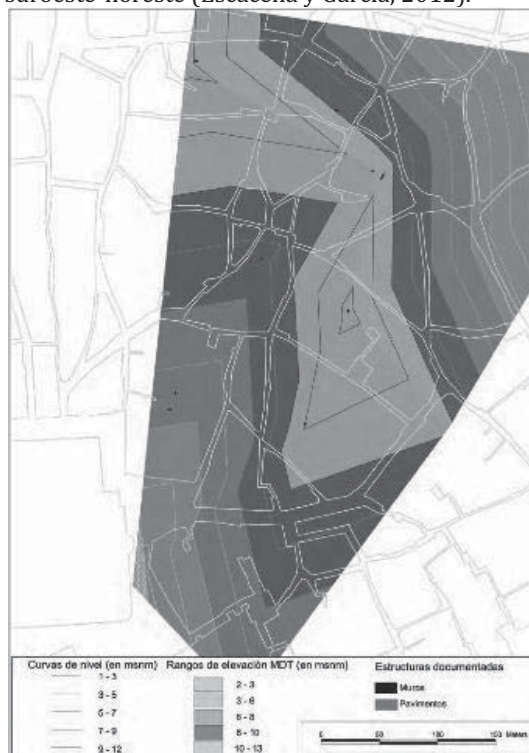 suroeste-noreste (Escacena y García, 2012).
Curvas de nivel (en msnm)
1 - 3
3 - 5
5 - 7
7 - 9
9 - 12
Rangos de elevación MDT (en msnm)
2 - 3
3 - 6
6 - 8
8 - 10
10 - 13
Estructuras documentadas
Muros
Pavimentos
0 50 100 150 Metros